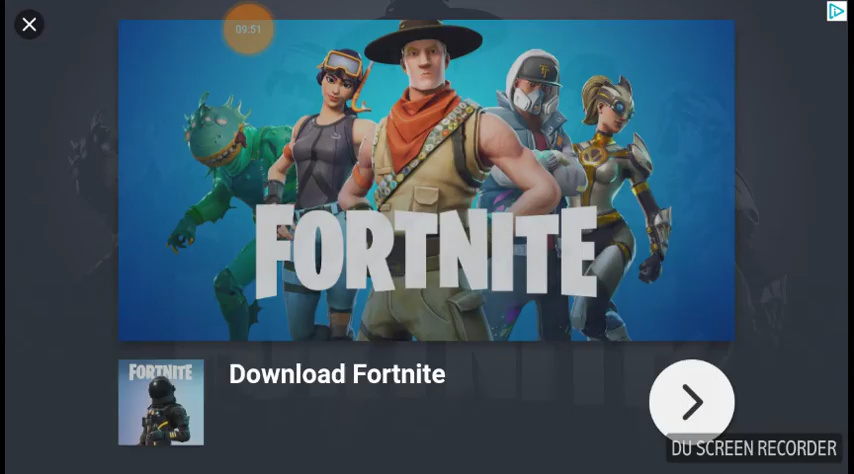 09:51
FORTNITE
FORTNITE
Download Fortnite
DU SCREEN RECORDER